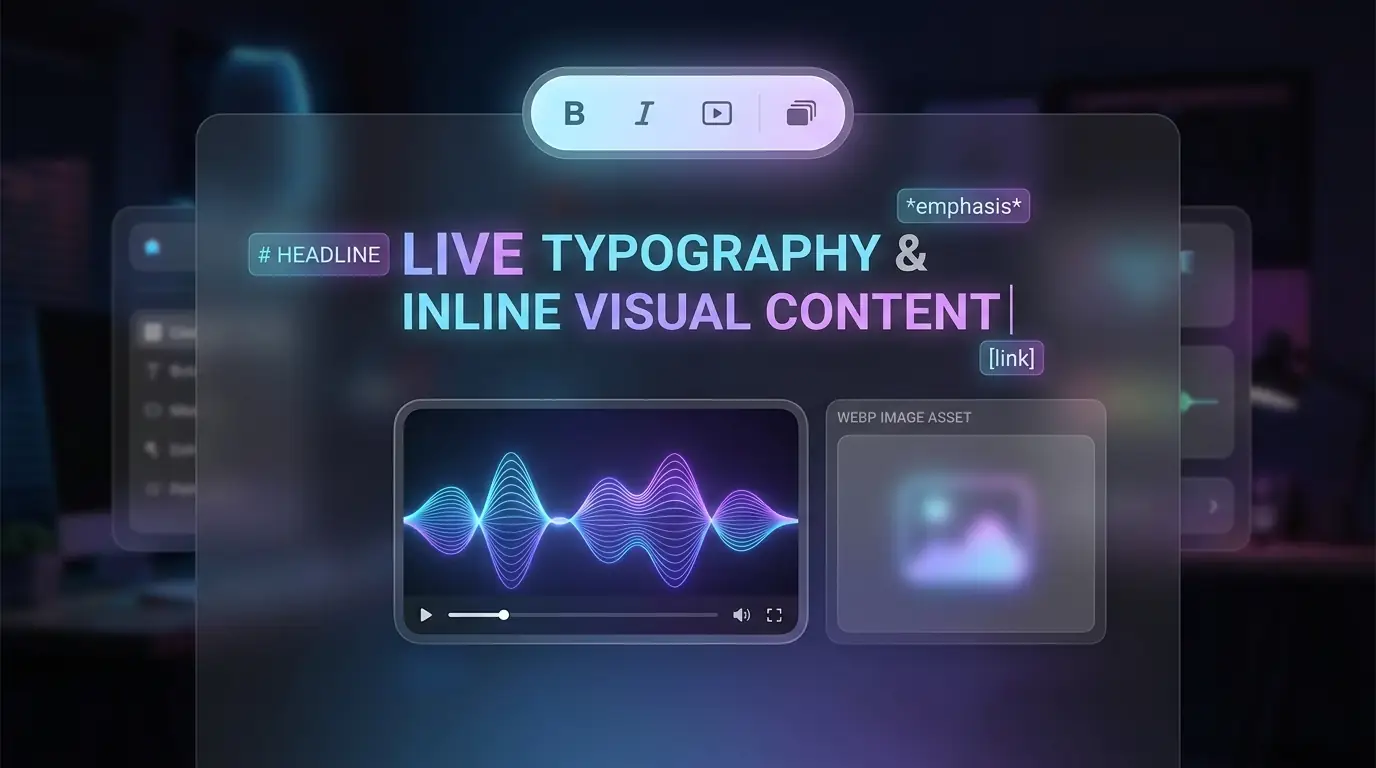 B I
*emphasis*
# HEADLINE
LIVE TYPOGRAPHY &
INLINE VISUAL CONTENT
[link]
WEBP IMAGE ASSET